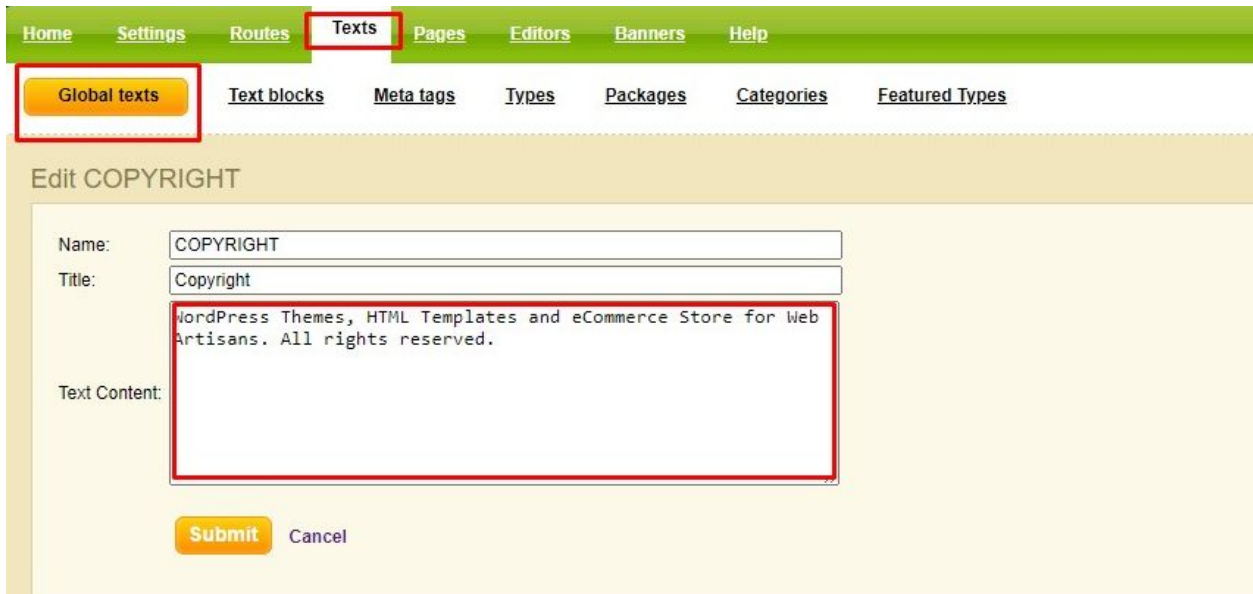 Home Settings Routes Texts Pages Editors Banners Help
Global texts Text blocks Meta tags Types Packages Categories Featured Types
Edit COPYRIGHT
Name: COPYRIGHT
Title: Copyright
WordPress Themes, HTML Templates and eCommerce Store for Web
Artisans. All rights reserved.
Text Content:
Submit Cancel